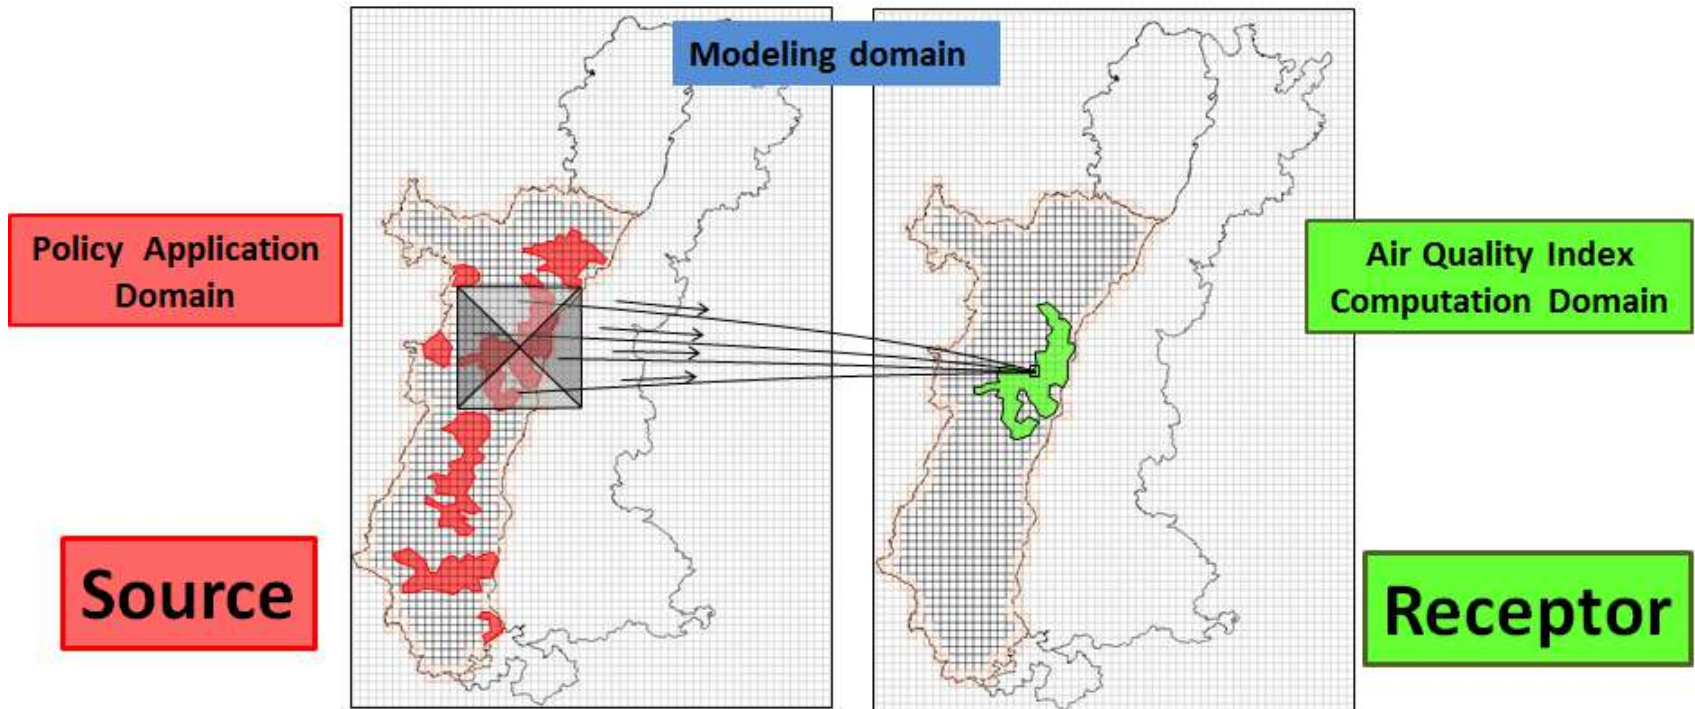 Modeling domain
Policy Application
Domain
Air Quality Index
Computation Domain
Source
Receptor